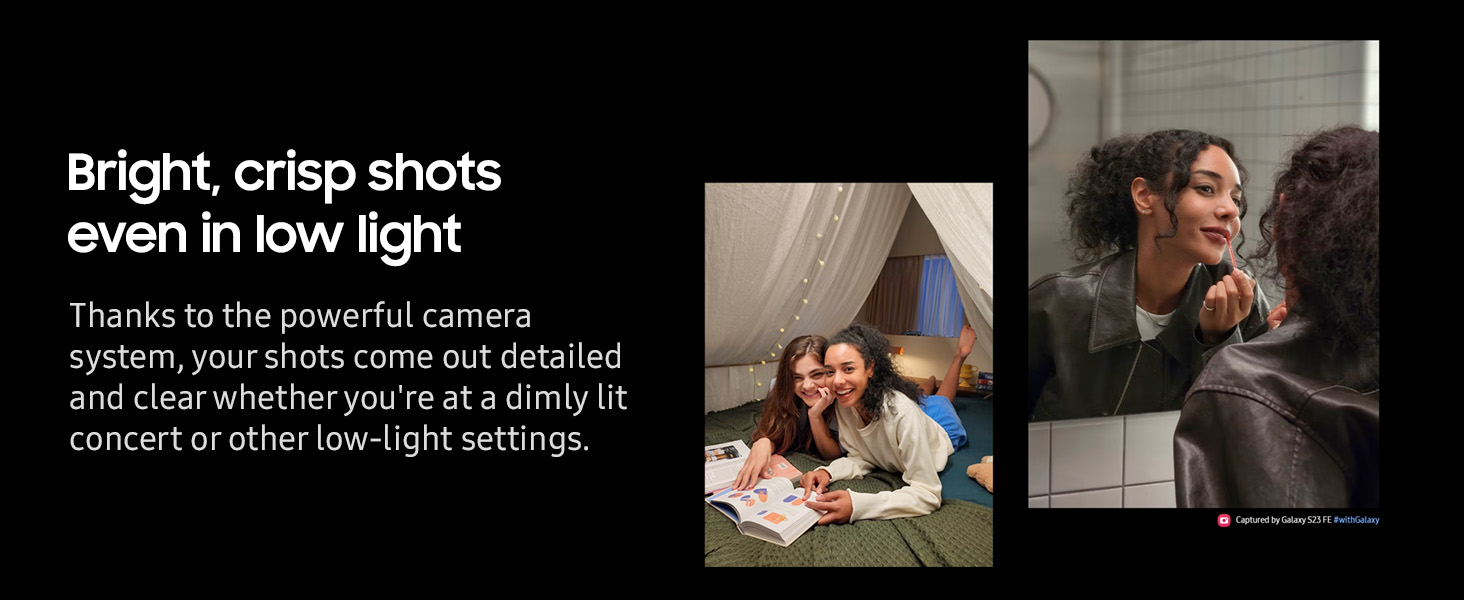 Bright, crisp shots
even in low light
Thanks to the powerful camera
system, your shots come out detailed
and clear whether you're at a dimly lit
concert or other low-light settings.
Captured by Galaxy S23 FE #withGalaxy